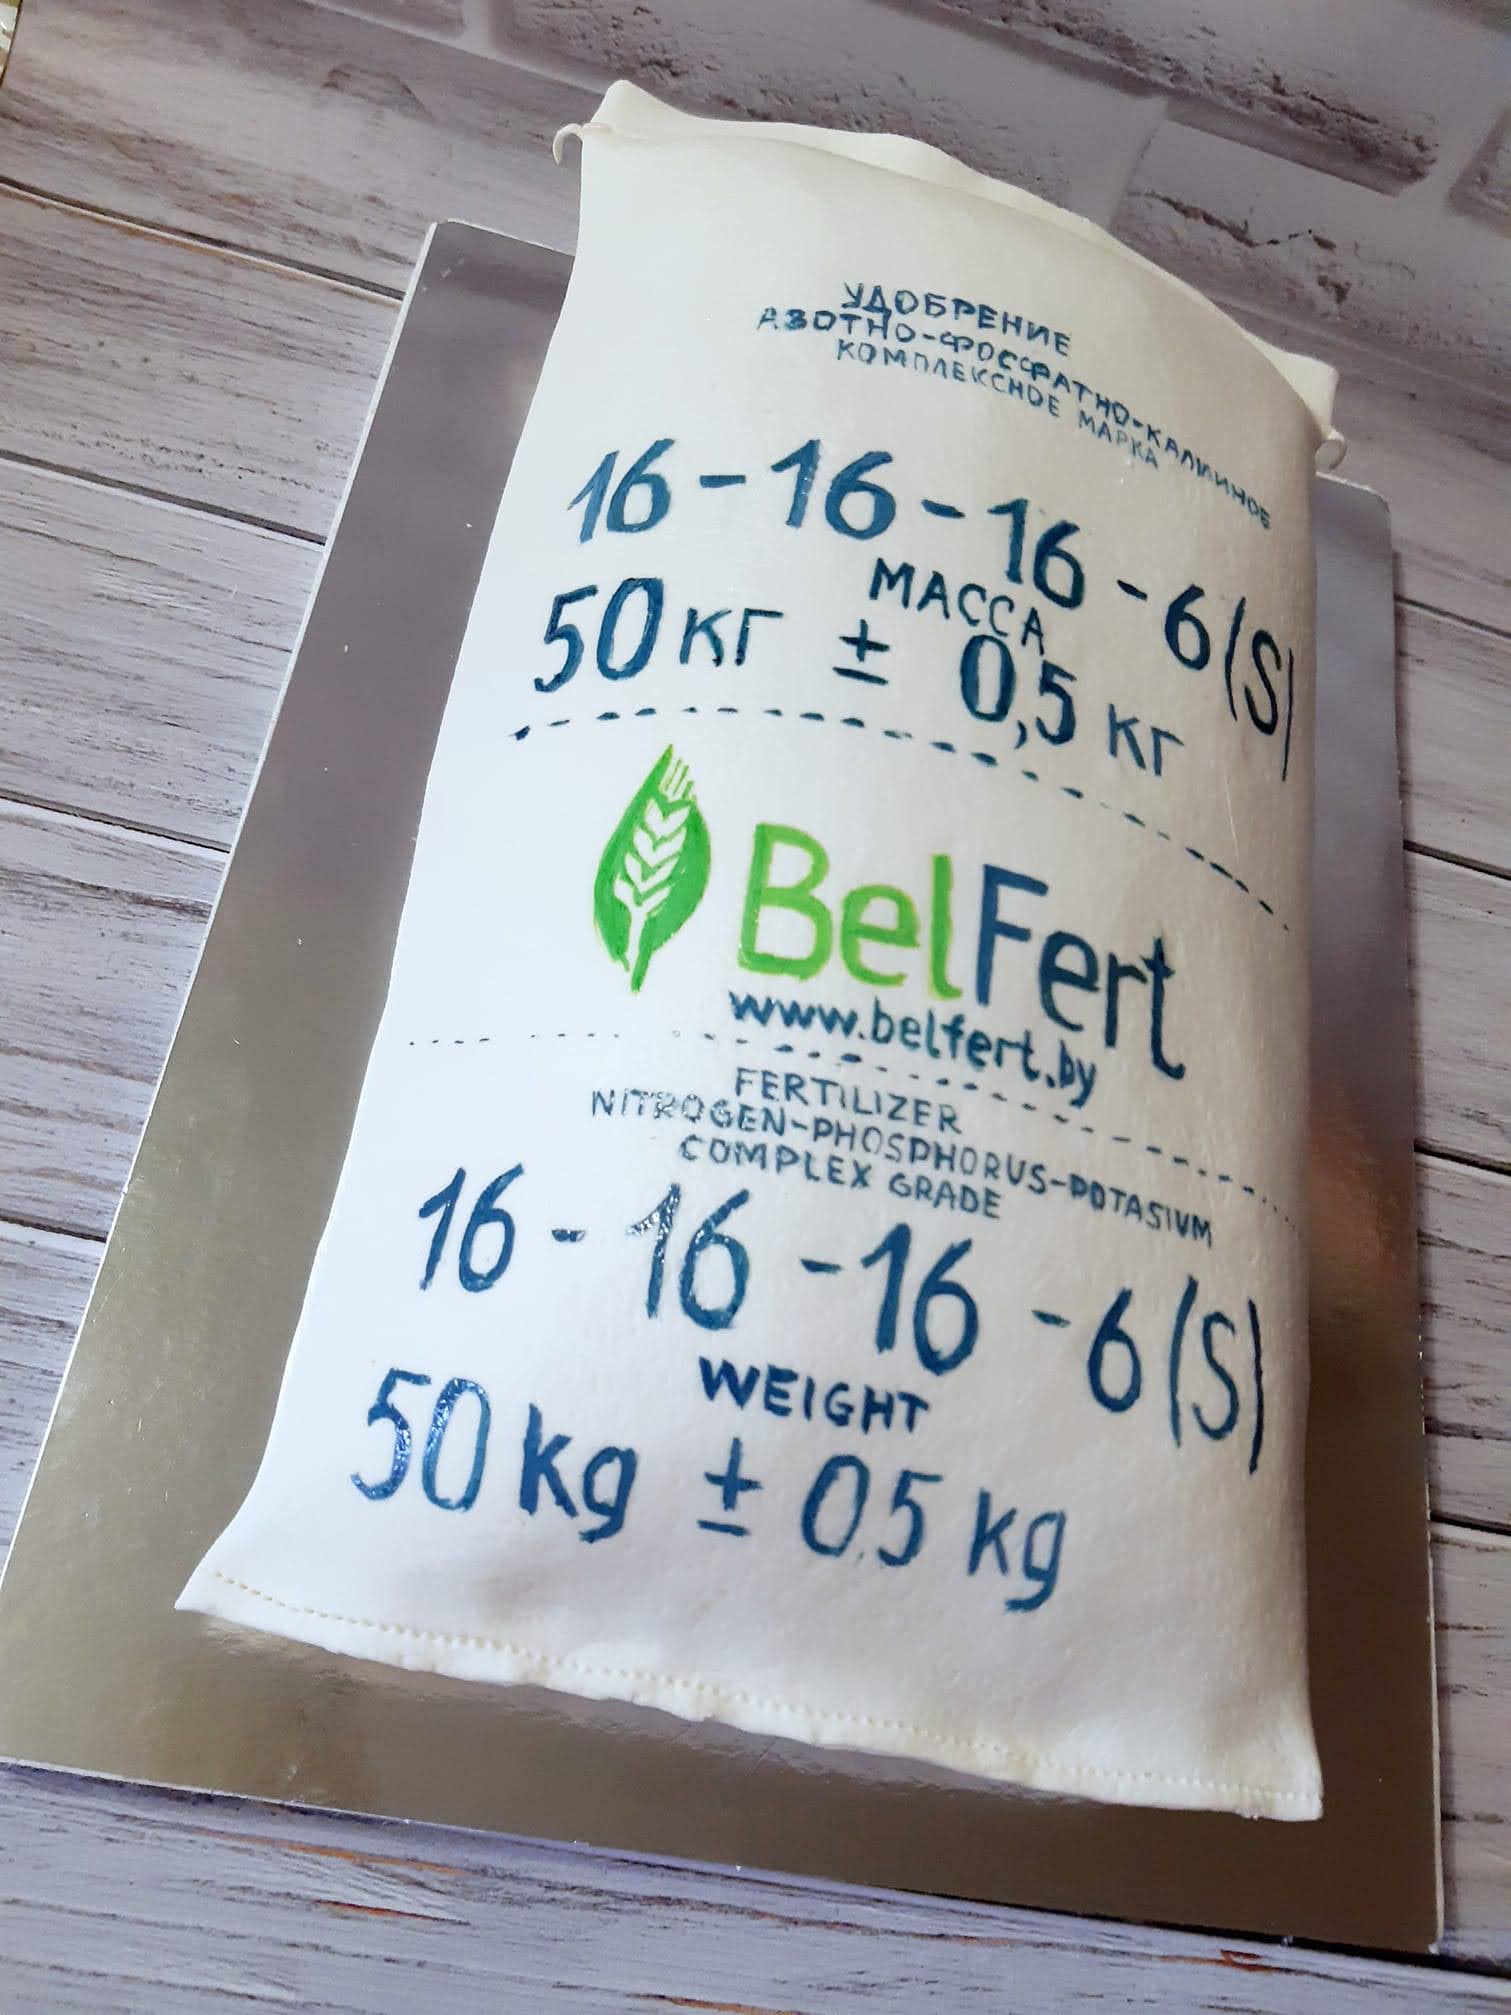 УДОБРЕНИЕ
АЗОТНО-ФОСФАТНО-КАЛИЙНОЕ
КОМПЛЕКСНОЕ МАРКА
16-16-16-6(S)
МАССА
50 кг ± 0,5 кг
BelFert
www.belfert.by
FERTILIZER
NITROGEN-PHOSPHORUS-POTASIUM
COMPLEX GRADE
16-16-16-6(S)
WEIGHT
50 kg ± 0.5 kg